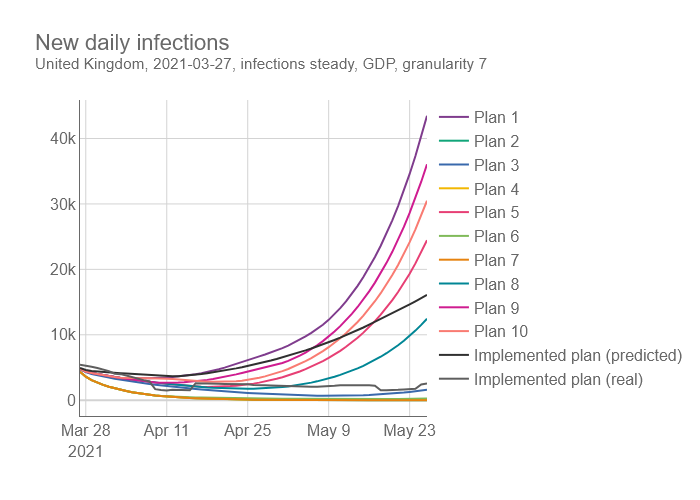 New daily infections
United Kingdom, 2021-03-27, infections steady, GDP, granularity 7
40k
30k
20k
10k
0
Mar 28
2021
Apr 11
Apr 25
May 9
May 23
Plan 1
Plan 2
Plan 3
Plan 4
Plan 5
Plan 6
Plan 7
Plan 8
Plan 9
Plan 10
Implemented plan (predicted)
Implemented plan (real)